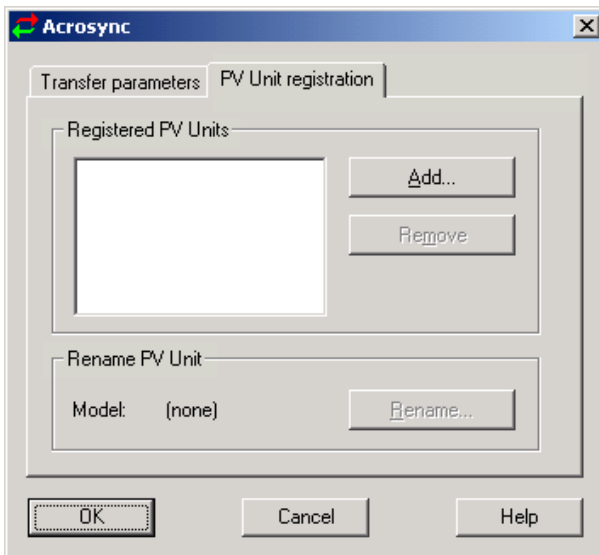 Acrosync
Transfer parameters PV Unit registration
Registered PV Units
Add...
Remove
Rename PV Unit
Model: (none) Rename...
OK Cancel Help